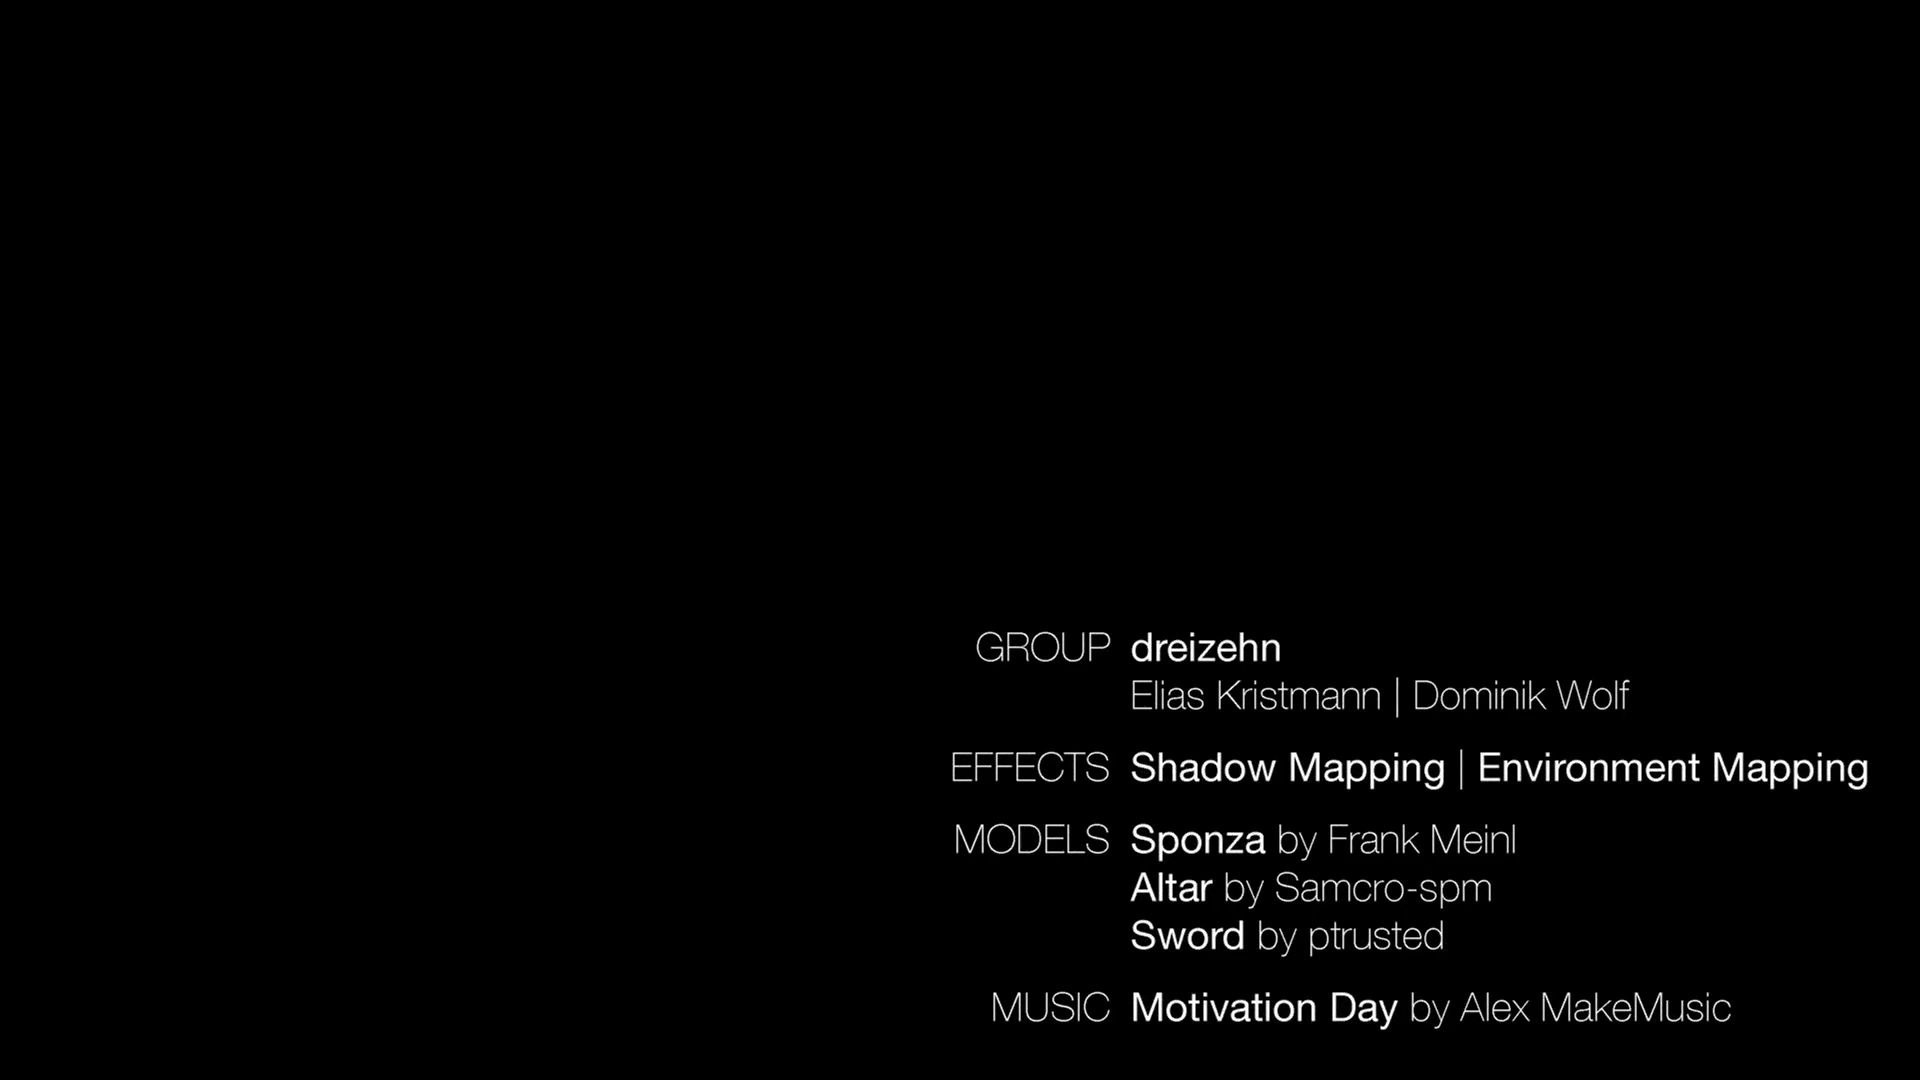 GROUP dreizehn
Elias Kristmann | Dominik Wolf
EFFECTS Shadow Mapping | Environment Mapping
MODELS Sponza by Frank Meinl
Altar by Samcro-spm
Sword by ptrusted
MUSIC Motivation Day by Alex MakeMusic